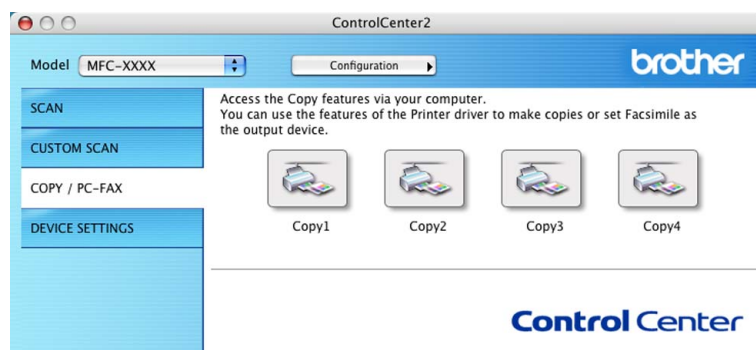 ControlCenter2
Model MFC-XXXX Configuration
brother
SCAN
CUSTOM SCAN
COPY / PC-FAX
DEVICE SETTINGS
Access the Copy features via your computer.
You can use the features of the Printer driver to make copies or set Facsimile as
the output device.
Copy1 Copy2 Copy3 Copy4
Control Center